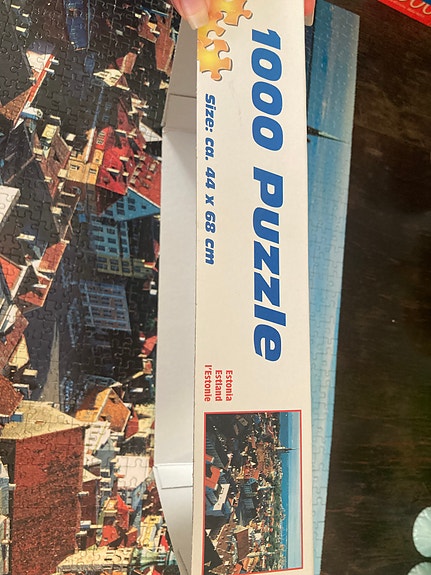 1000 Puzzle
Size: ca. 44 x 68 cm
Estonia
Estland
l'Estonie